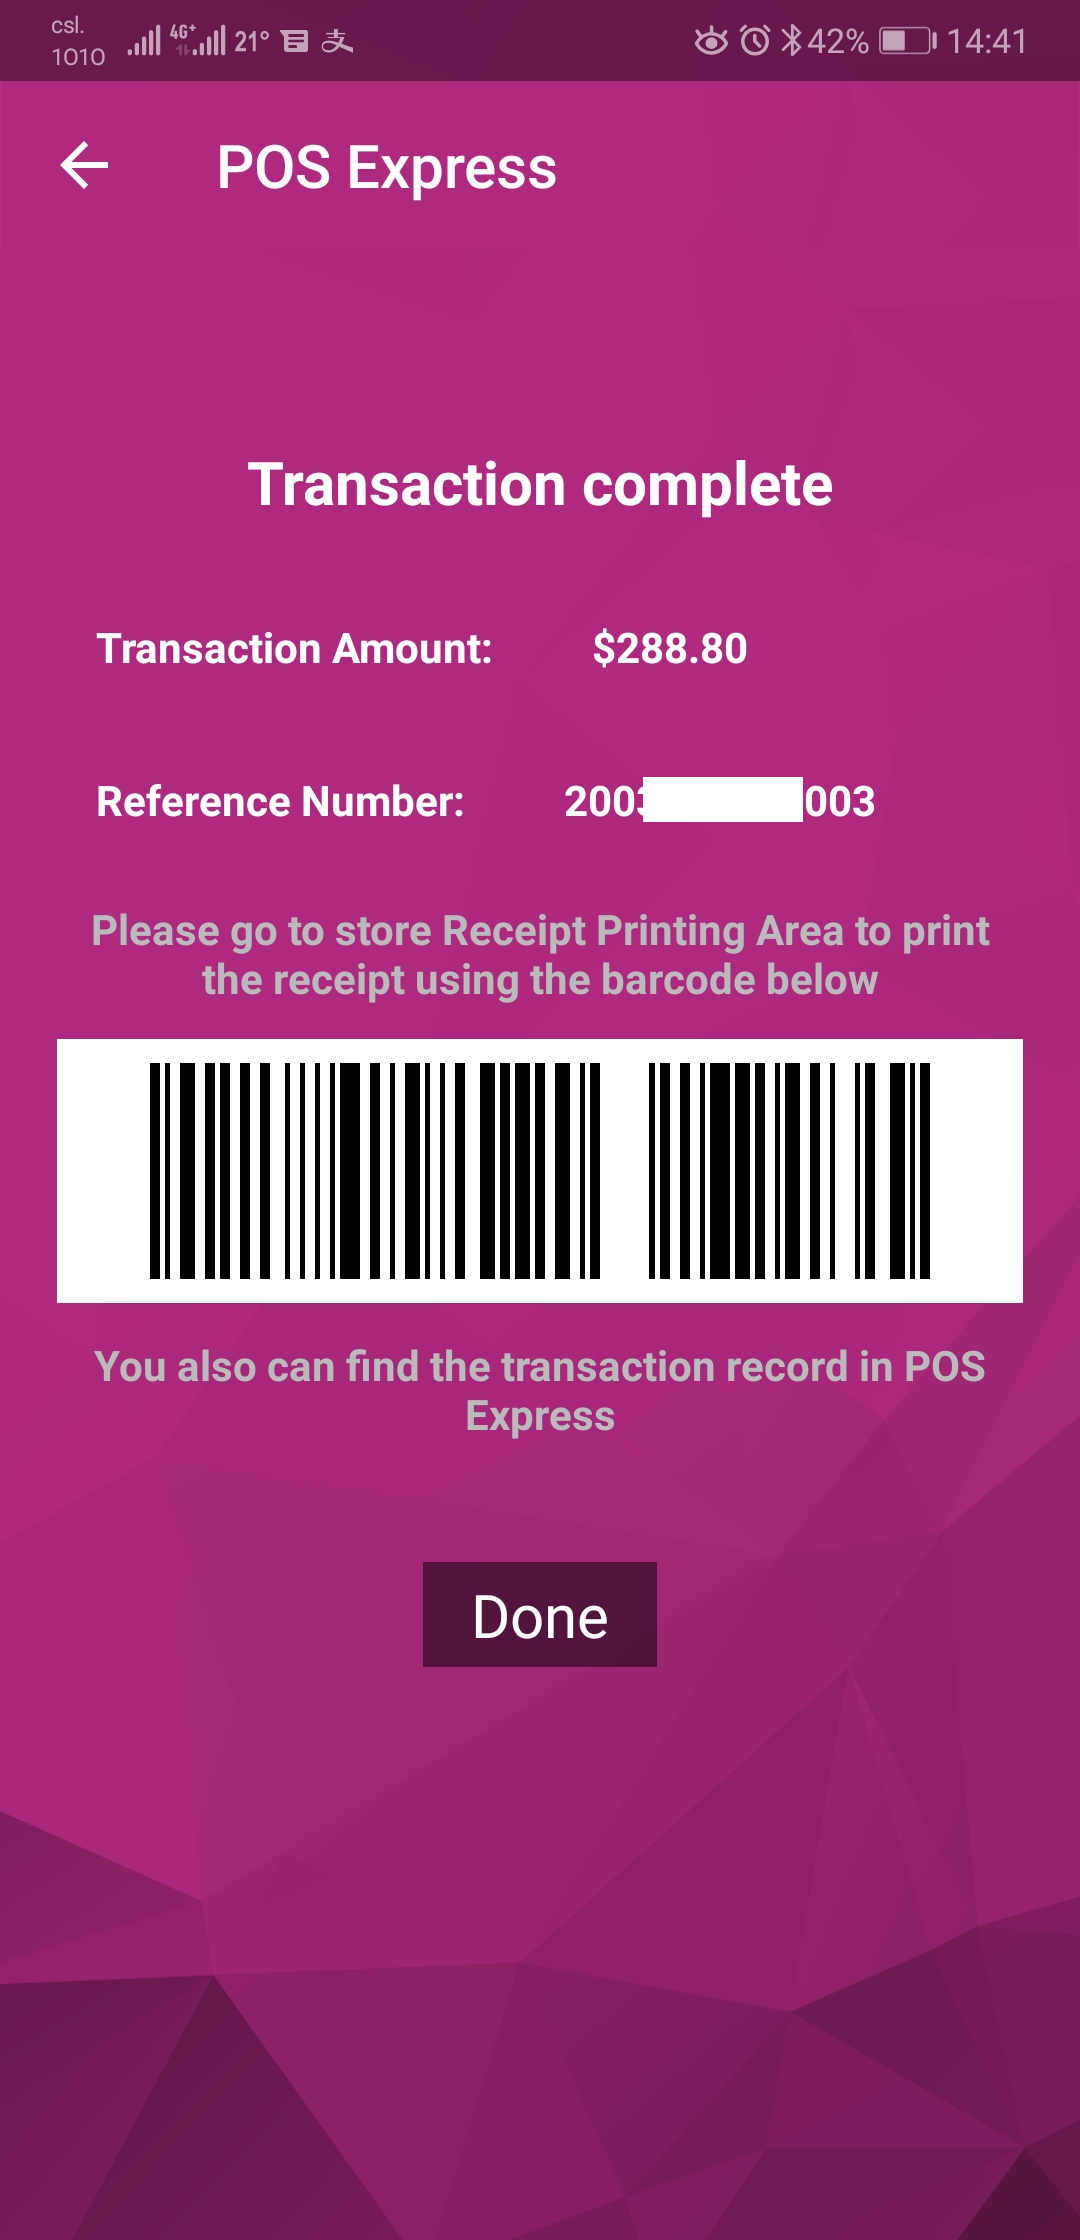 csl.
1010
4G+
21°
支
42%
14:41
POS Express
Transaction complete
Transaction Amount: $288.80
Reference Number: 200 003
Please go to store Receipt Printing Area to print
the receipt using the barcode below
You also can find the transaction record in POS
Express
Done